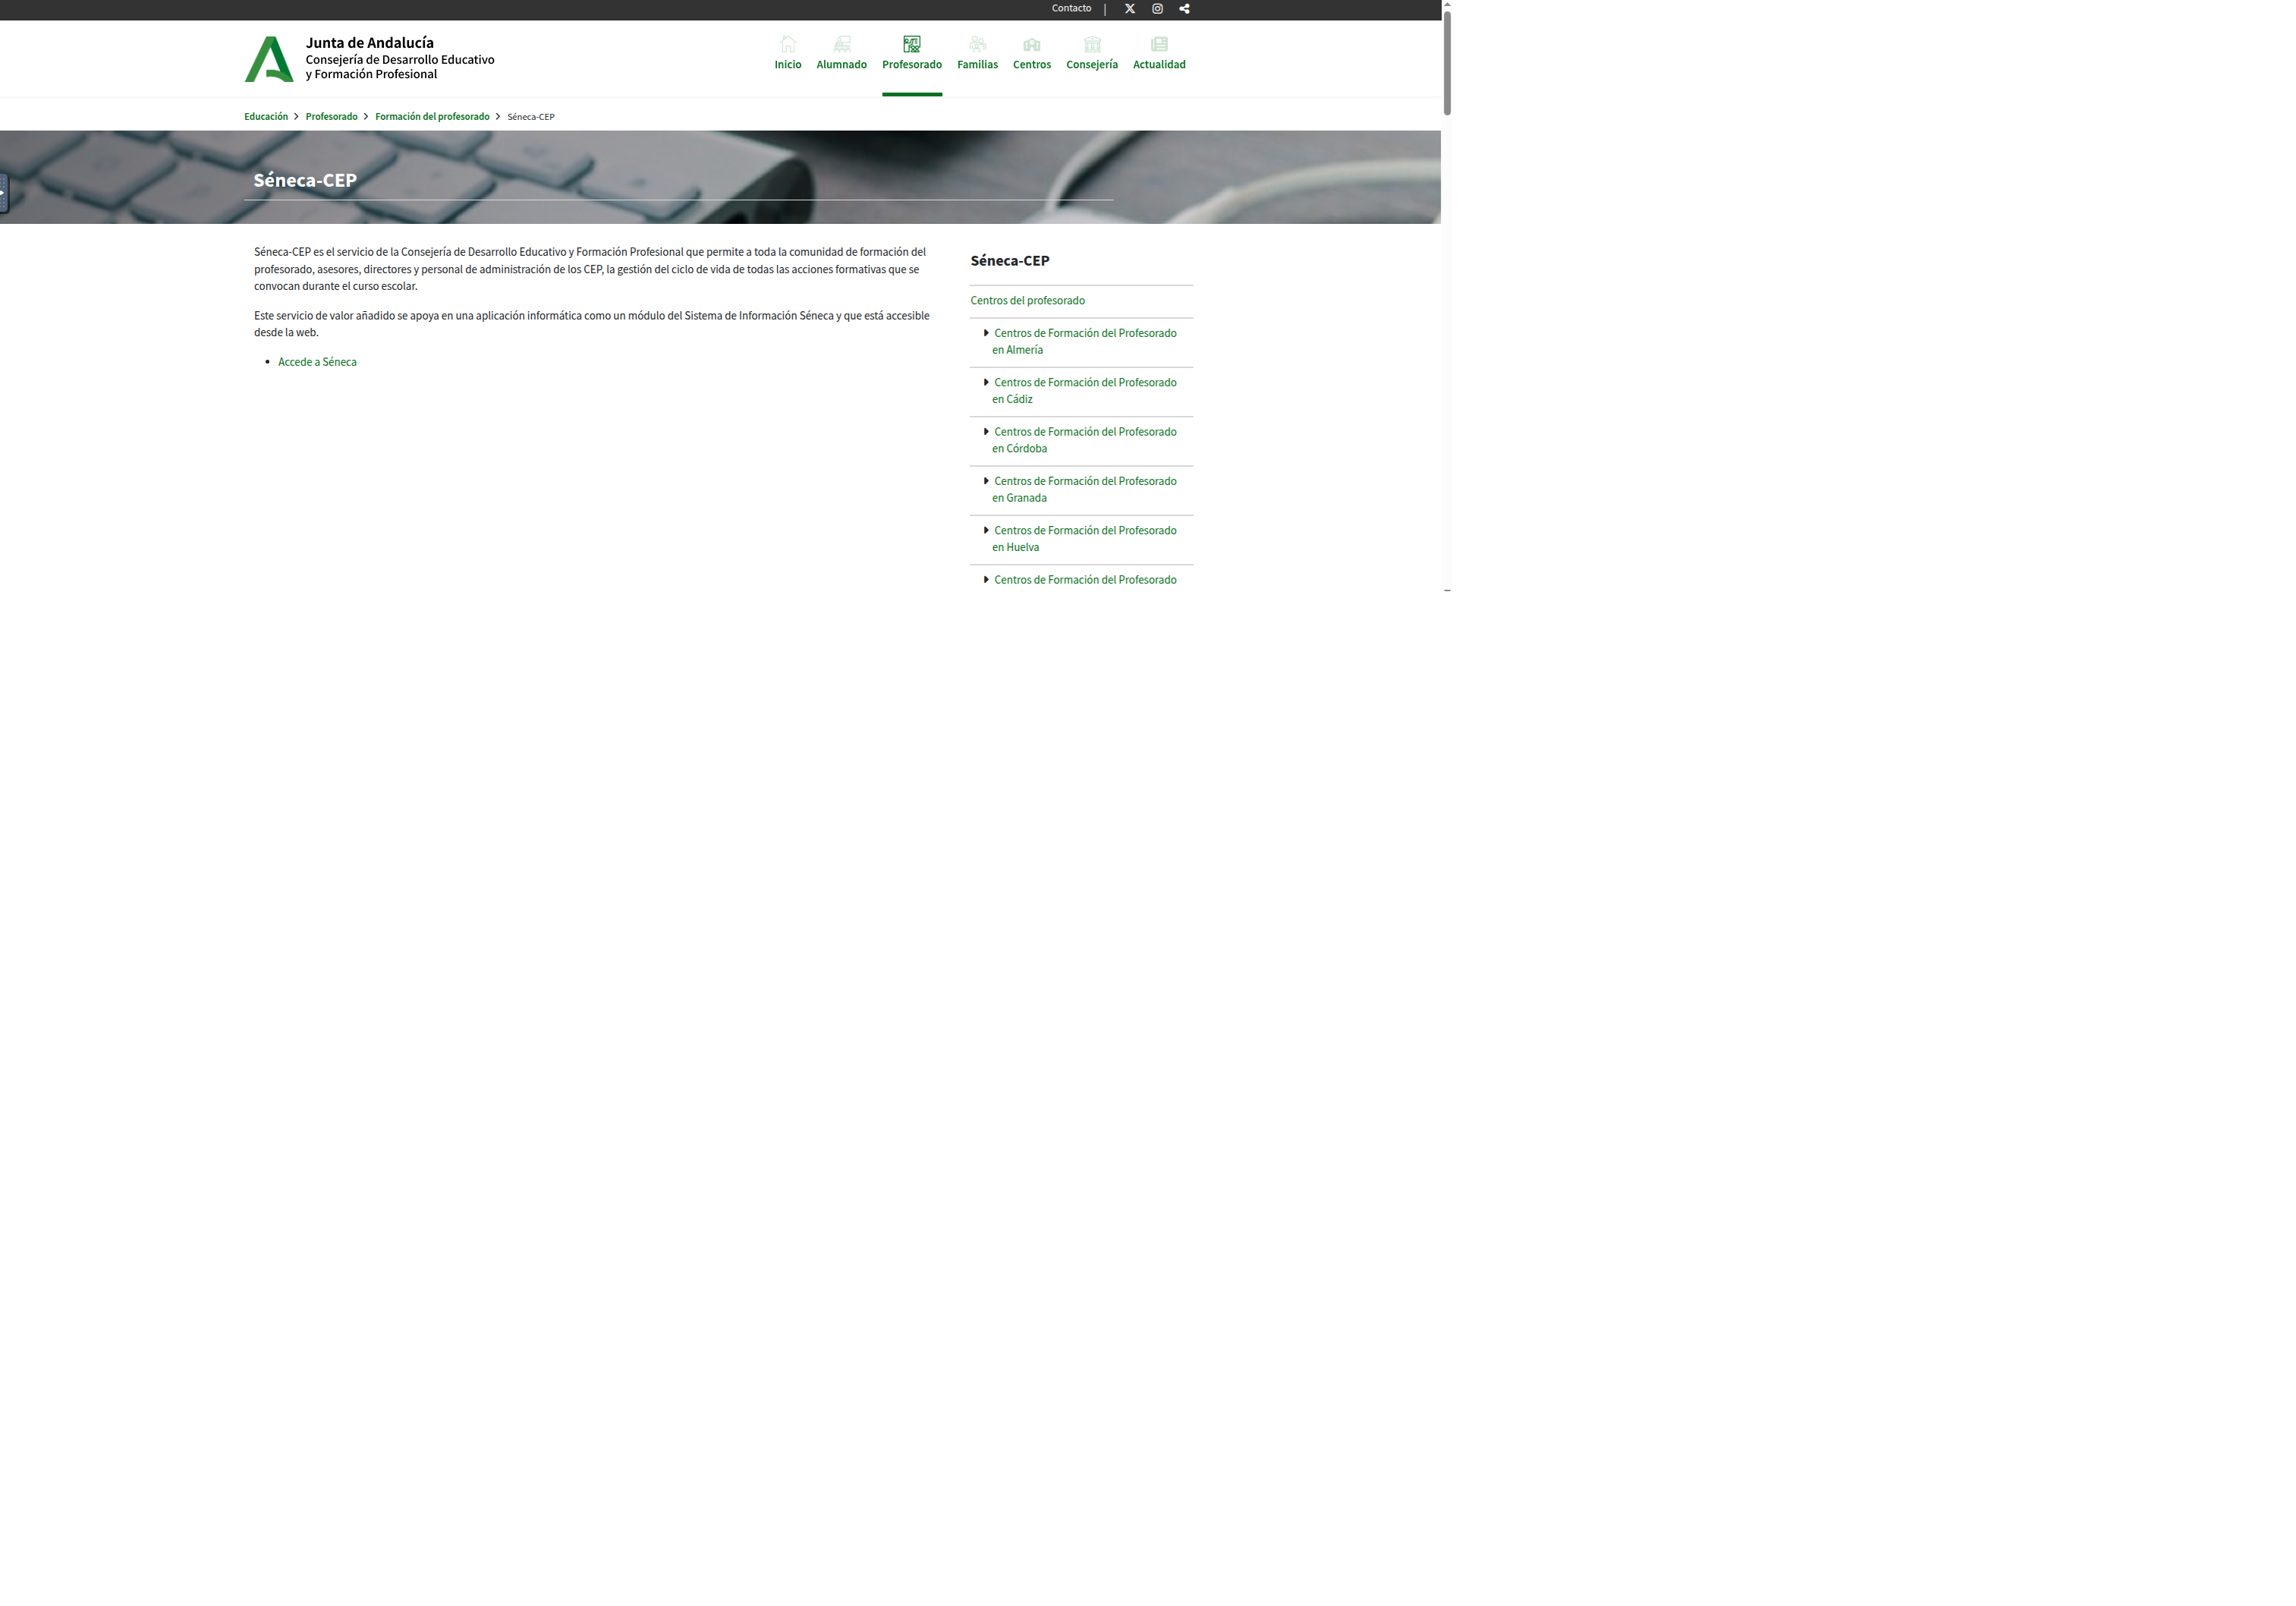 Contacto |
Junta de Andalucía
Consejería de Desarrollo Educativo
y Formación Profesional
Inicio Alumnado Profesorado Familias Centros Consejería Actualidad
Educación > Profesorado > Formación del profesorado > Séneca-CEP
Séneca-CEP
Séneca-CEP es el servicio de la Consejería de Desarrollo Educativo y Formación Profesional que permite a toda la comunidad de formación del
profesorado, asesores, directores y personal de administración de los CEP, la gestión del ciclo de vida de todas las acciones formativas que se
convocan durante el curso escolar.
Este servicio de valor añadido se apoya en una aplicación informática como un módulo del Sistema de Información Séneca y que está accesible
desde la web.
• Accede a Séneca
Séneca-CEP
Centros del profesorado
Centros de Formación del Profesorado
en Almería
Centros de Formación del Profesorado
en Cádiz
Centros de Formación del Profesorado
en Córdoba
Centros de Formación del Profesorado
en Granada
Centros de Formación del Profesorado
en Huelva
Centros de Formación del Profesorado